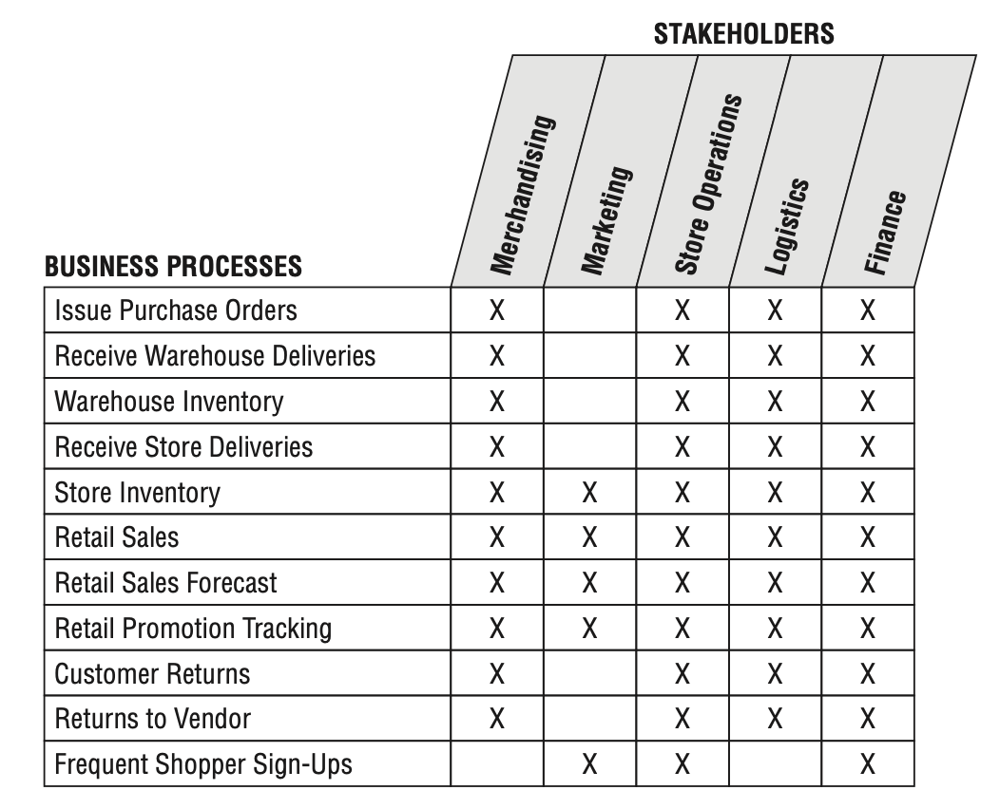 STAKEHOLDERS
Merchandising
Marketing
Store Operations
Logistics
Finance
BUSINESS PROCESSES
Issue Purchase Orders X X X X
Receive Warehouse Deliveries X X X X
Warehouse Inventory X X X X
Receive Store Deliveries X X X X
Store Inventory X X X X X
Retail Sales X X X X X
Retail Sales Forecast X X X X X
Retail Promotion Tracking X X X X X
Customer Returns X X X X
Returns to Vendor X X X X
Frequent Shopper Sign-Ups X X X